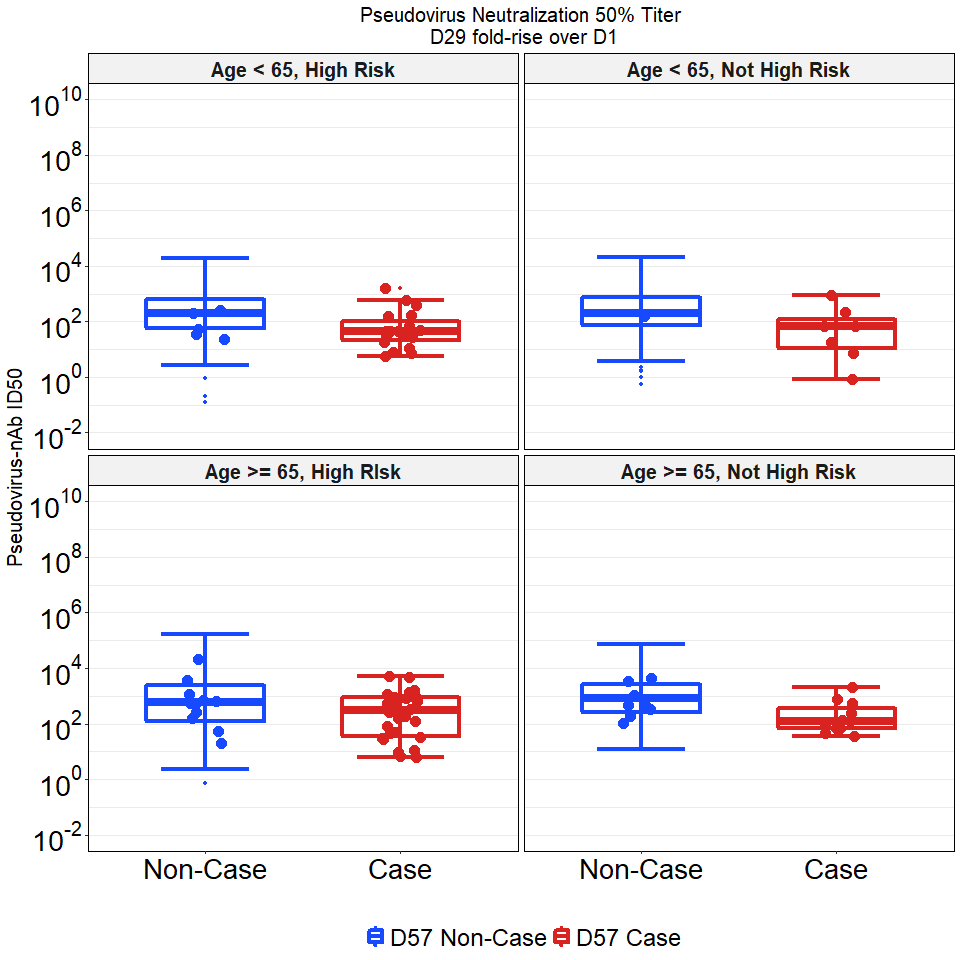 Pseudovirus Neutralization 50% Titer
D29 fold-rise over D1
Age < 65, High Risk
Age < 65, Not High Risk
10^10
10^8
10^6
10^4
10^2
10^0
10^-2
Pseudovirus-nAb ID50
Age >= 65, High RIsk
Age >= 65, Not High Risk
10^10
10^8
10^6
10^4
10^2
10^0
10^-2
Non-Case Case Non-Case Case
D57 Non-Case D57 Case